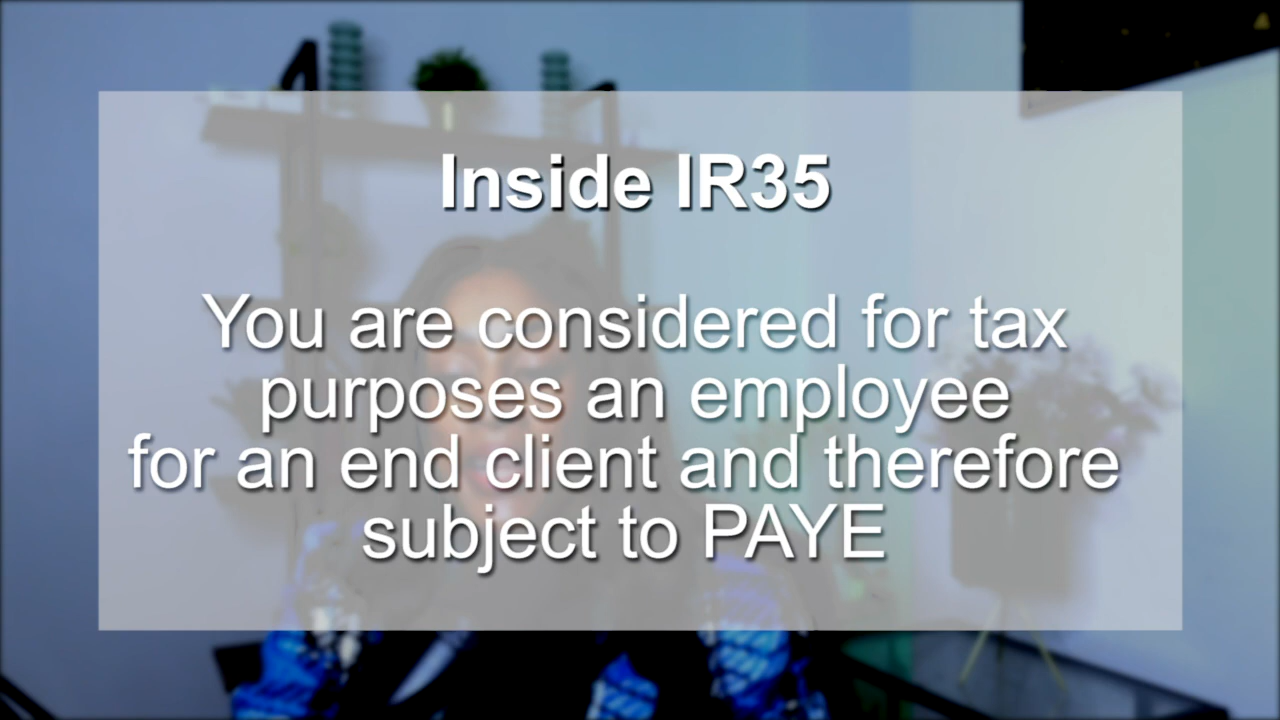 Inside IR35
You are considered for tax
purposes an employee
for an end client and therefore
subject to PAYE